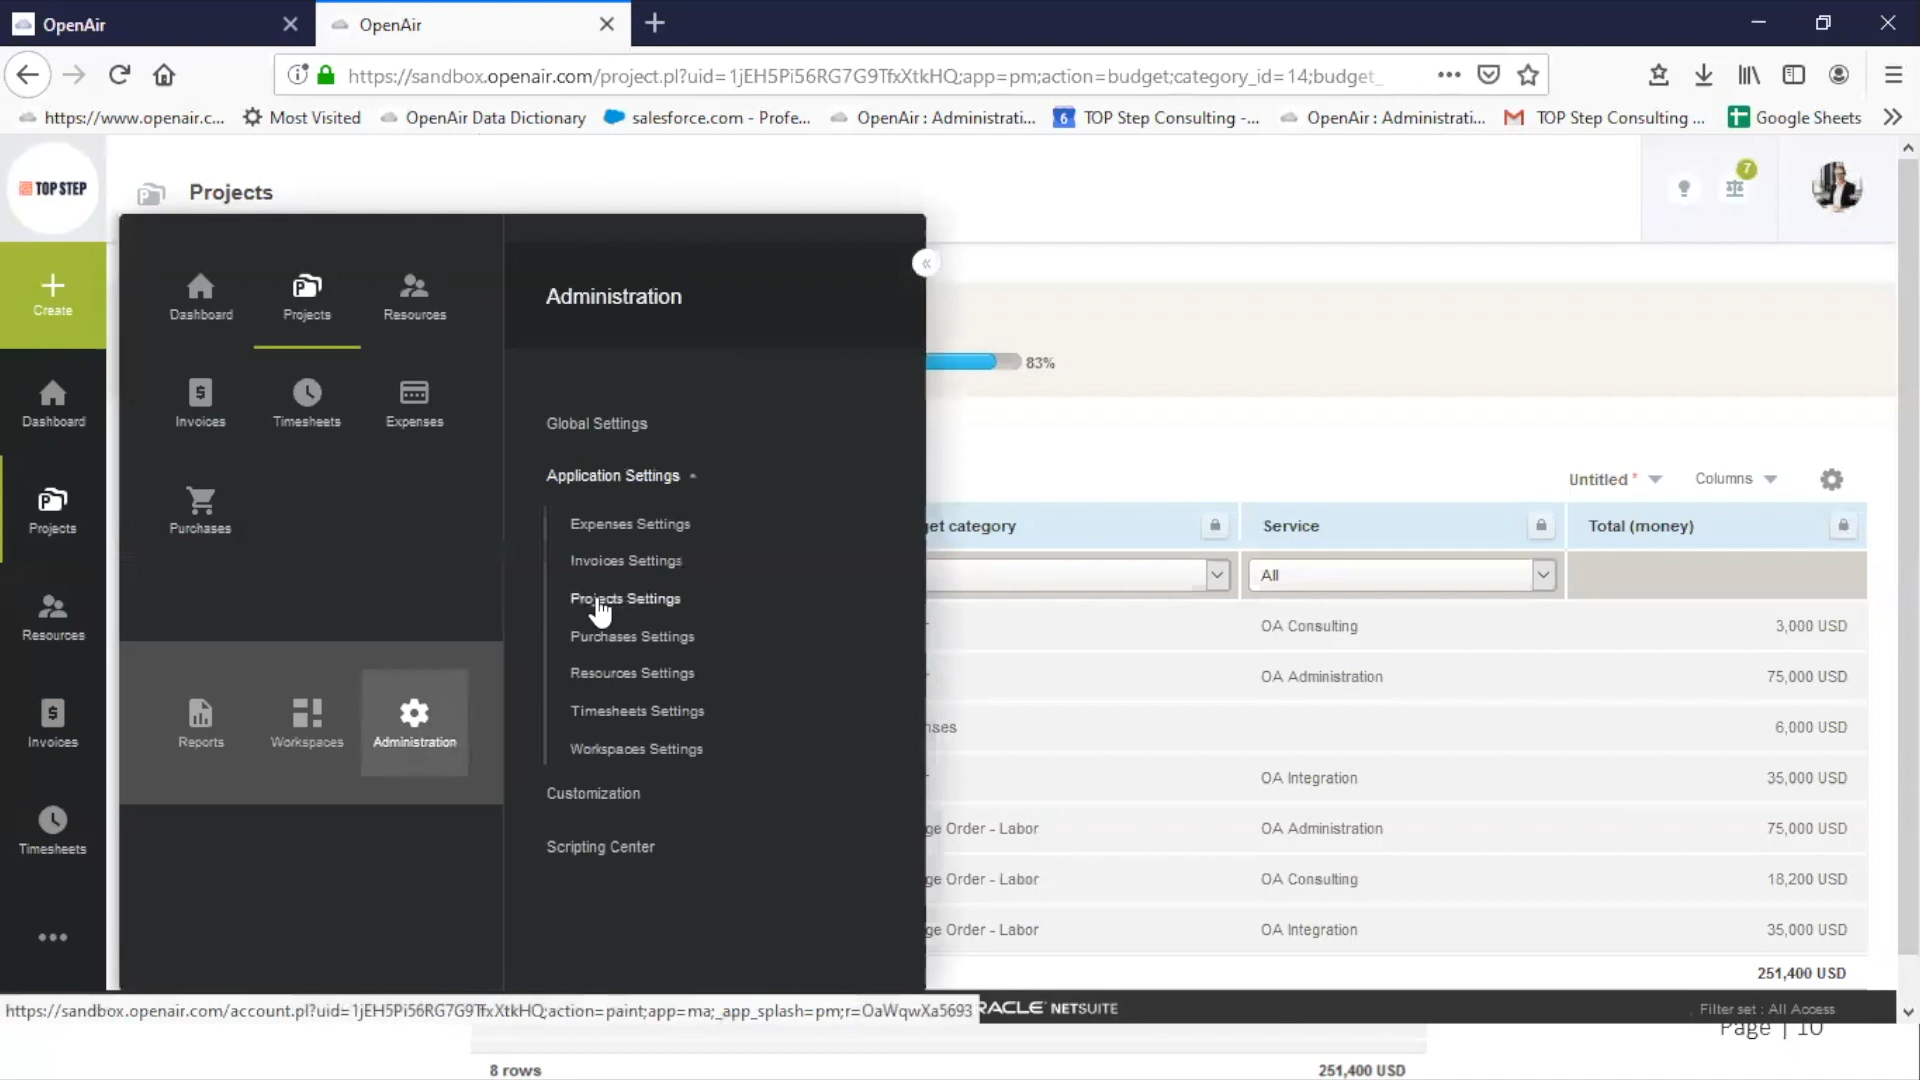 OpenAir
OpenAir
https://sandbox.openair.com/project.pl?uid=1jEH5Pi56RG7G9TfxXtkHQ;app=pm;action=budget;category_id=14;budget_
https://www.openair.c...
Most Visited
OpenAir Data Dictionary
salesforce.com - Profe...
OpenAir : Administrati...
6 TOP Step Consulting -...
OpenAir : Administrati...
TOP Step Consulting ...
Google Sheets
TOP STEP
Projects
7
Create
Dashboard
Projects
Resources
Invoices
Timesheets
Dashboard
Projects
Resources
Invoices
Timesheets
Expenses
Purchases
Reports
Workspaces
Administration
Administration
Global Settings
Application Settings
Expenses Settings
Invoices Settings
Projects Settings
Purchases Settings
Resources Settings
Timesheets Settings
Workspaces Settings
Customization
Scripting Center
83%
Untitled *
Columns
get category
Service
Total (money)
All
OA Consulting
3,000 USD
OA Administration
75,000 USD
nses
6,000 USD
OA Integration
35,000 USD
ge Order - Labor
OA Administration
75,000 USD
ge Order - Labor
OA Consulting
18,200 USD
ge Order - Labor
OA Integration
35,000 USD
251,400 USD
https://sandbox.openair.com/account.pl?uid=1jEH5Pi56RG7G9TfxXtkHQ;action=paint;app=ma;_app_splash=pm;r=OaWqwXa5693
RACLE NETSUITE
Filter set : All Access
Page | 10
8 rows
251,400 USD